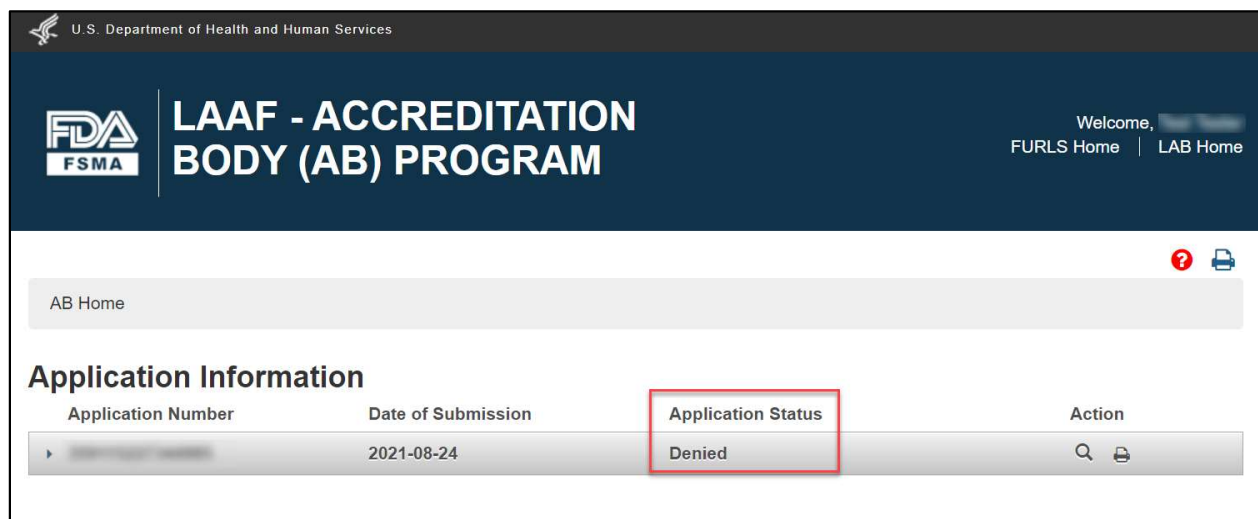 U.S. Department of Health and Human Services
FDA
FSMA
LAAF - ACCREDITATION
BODY (AB) PROGRAM
Welcome,
FURLS Home | LAB Home
AB Home
Application Information
Application Number Date of Submission Application Status Action
2021-08-24 Denied